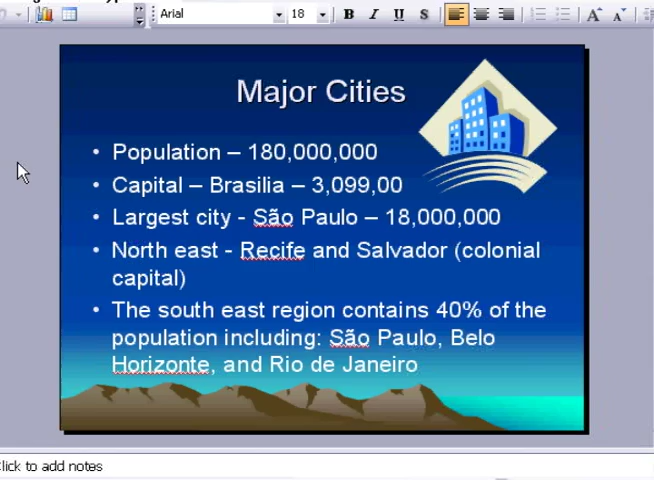 Arial
18
B I U S
A A
Major Cities
• Population – 180,000,000
• Capital – Brasilia – 3,099,00
• Largest city - São Paulo – 18,000,000
• North east - Recife and Salvador (colonial
capital)
• The south east region contains 40% of the
population including: São Paulo, Belo
Horizonte, and Rio de Janeiro
lick to add notes